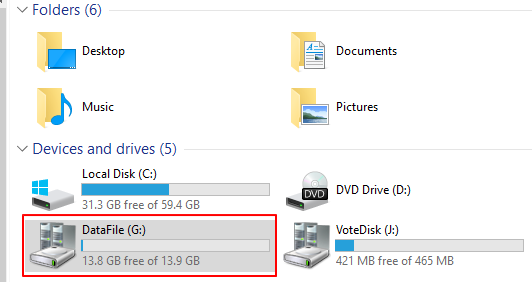 Folders (6)
Desktop
Documents
Music
Pictures
Devices and drives (5)
Local Disk (C:)
31.3 GB free of 59.4 GB
DVD
DVD Drive (D:)
DataFile (G:)
13.8 GB free of 13.9 GB
VoteDisk (J:)
421 MB free of 465 MB